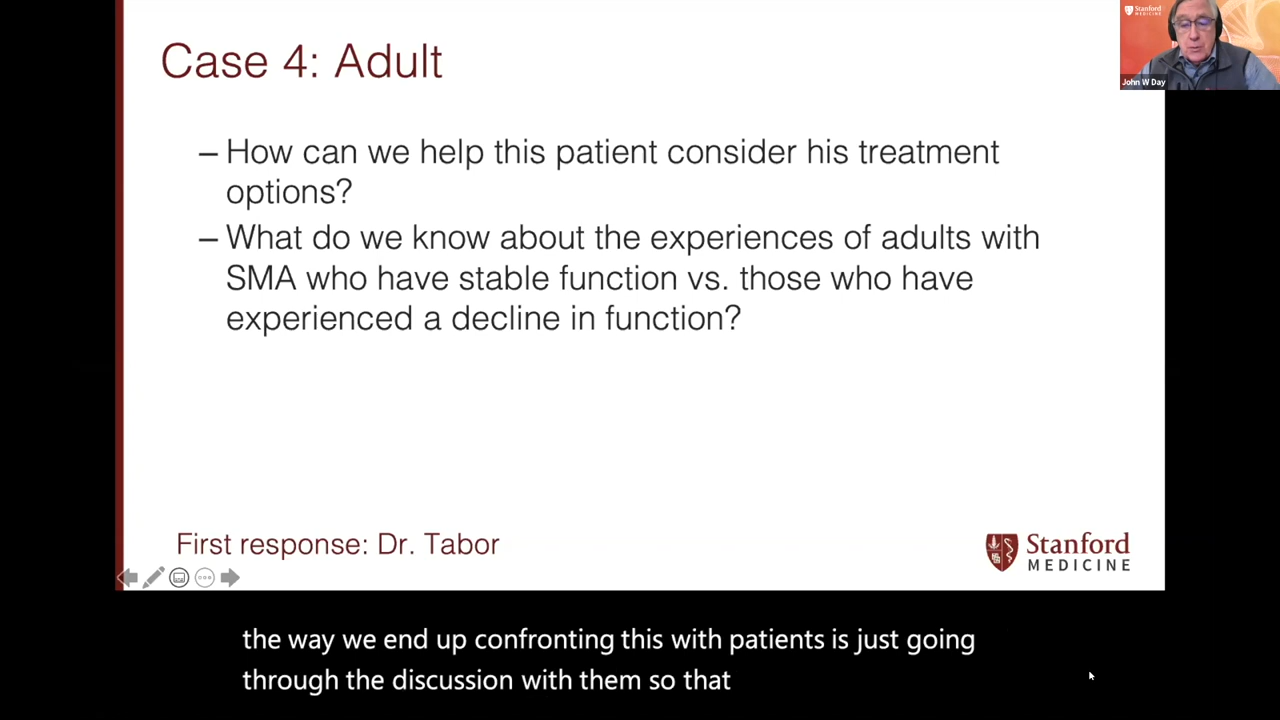 Case 4: Adult
Stanford
MEDICINE
John W Day
– How can we help this patient consider his treatment
options?
– What do we know about the experiences of adults with
SMA who have stable function vs. those who have
experienced a decline in function?
First response: Dr. Tabor
Stanford
MEDICINE
the way we end up confronting this with patients is just going
through the discussion with them so that